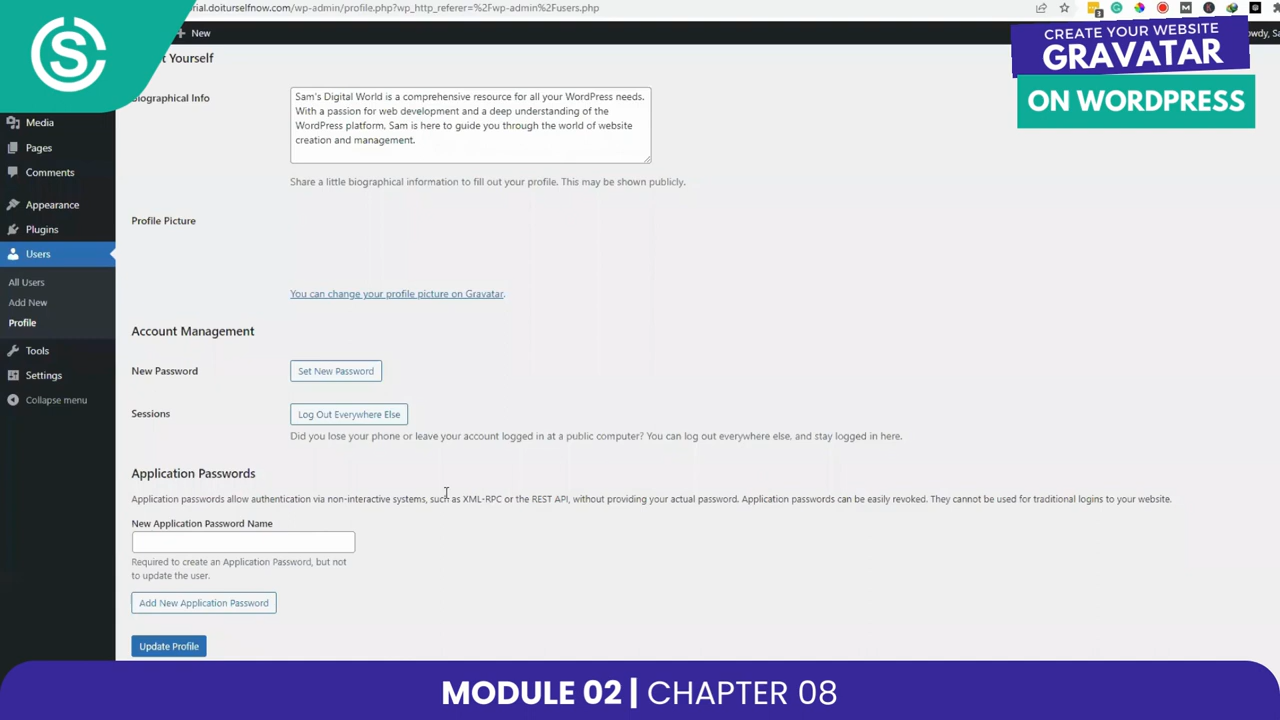 rial.doiturselfnow.com/wp-admin/profile.php?wp_http_referer=%2Fwp-admin%2Fusers.php
3
M
K
New
owdy, Sa
CREATE YOUR WEBSITE
GRAVATAR
ON WORDPRESS
t Yourself
Biographical Info
Sam's Digital World is a comprehensive resource for all your WordPress needs.
With a passion for web development and a deep understanding of the
WordPress platform, Sam is here to guide you through the world of website
creation and management.
Share a little biographical information to fill out your profile. This may be shown publicly.
Media
Pages
Comments
Appearance
Plugins
Users
All Users
Add New
Profile
Tools
Settings
Collapse menu
Profile Picture
You can change your profile picture on Gravatar.
Account Management
New Password
Set New Password
Sessions
Log Out Everywhere Else
Did you lose your phone or leave your account logged in at a public computer? You can log out everywhere else, and stay logged in here.
Application Passwords
Application passwords allow authentication via non-interactive systems, such as XML-RPC or the REST API, without providing your actual password. Application passwords can be easily revoked. They cannot be used for traditional logins to your website.
New Application Password Name
Required to create an Application Password, but not
to update the user.
Add New Application Password
Update Profile
MODULE 02 | CHAPTER 08